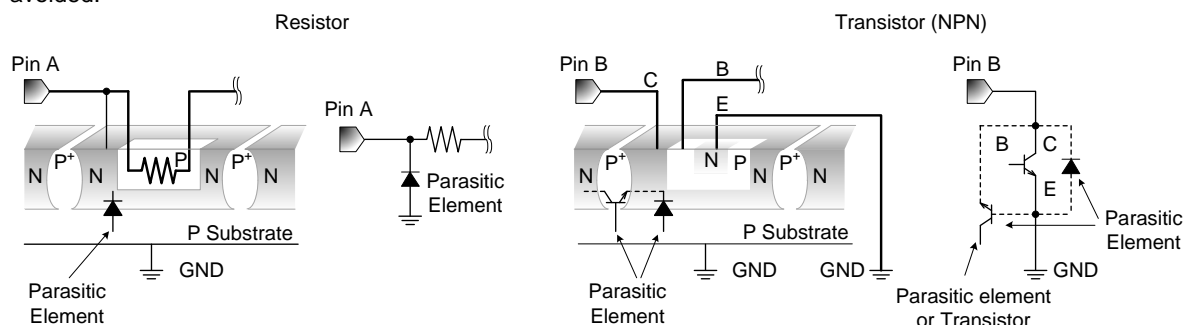 avoided.
Resistor
Transistor (NPN)
Pin A
Pin A
N
P+
N
P
P+
N
Parasitic
Element
P Substrate
GND
Parasitic
Element
Pin B
C
B
E
N
P+
N
N
P
P+
N
P Substrate
GND
GND
Parasitic
Element
Pin B
B
C
E
Parasitic
Element
GND
Parasitic element
or Transistor